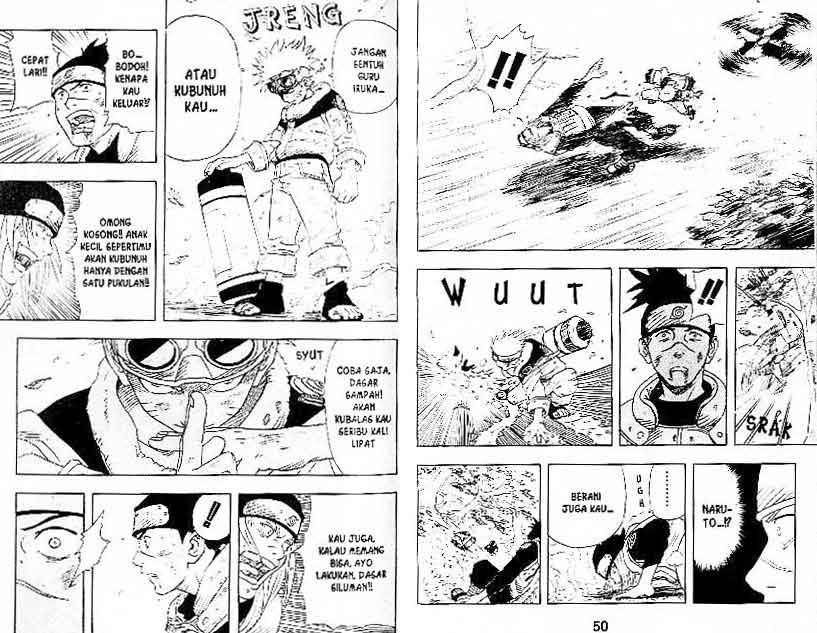 !!
SRAK
!!
WUUT
NARU-
TO...!?
.........
UGH
BERANI
JUGA KAU...
50
JRENG
JANGAN
SENTUH
GURU
IRUKA...
ATAU
KUBUNUH
KAU...
BO...
BODOH!
KENAPA
KAU
KELUAR!?
CEPAT
LARI!!
OMONG
KOSONG!! ANAK
KECIL SEPERTIMU
AKAN KUBUNUH
HANYA DENGAN
SATU PUKULAN!!
SYUT
COBA SAJA,
DASAR
SAMPAH!
AKAN
KUBALAS KAU
SERIBU KALI
LIPAT
KAU JUGA,
KALAU MEMANG
BISA, AYO
LAKUKAN, DASAR
SILUMAN!!
!!